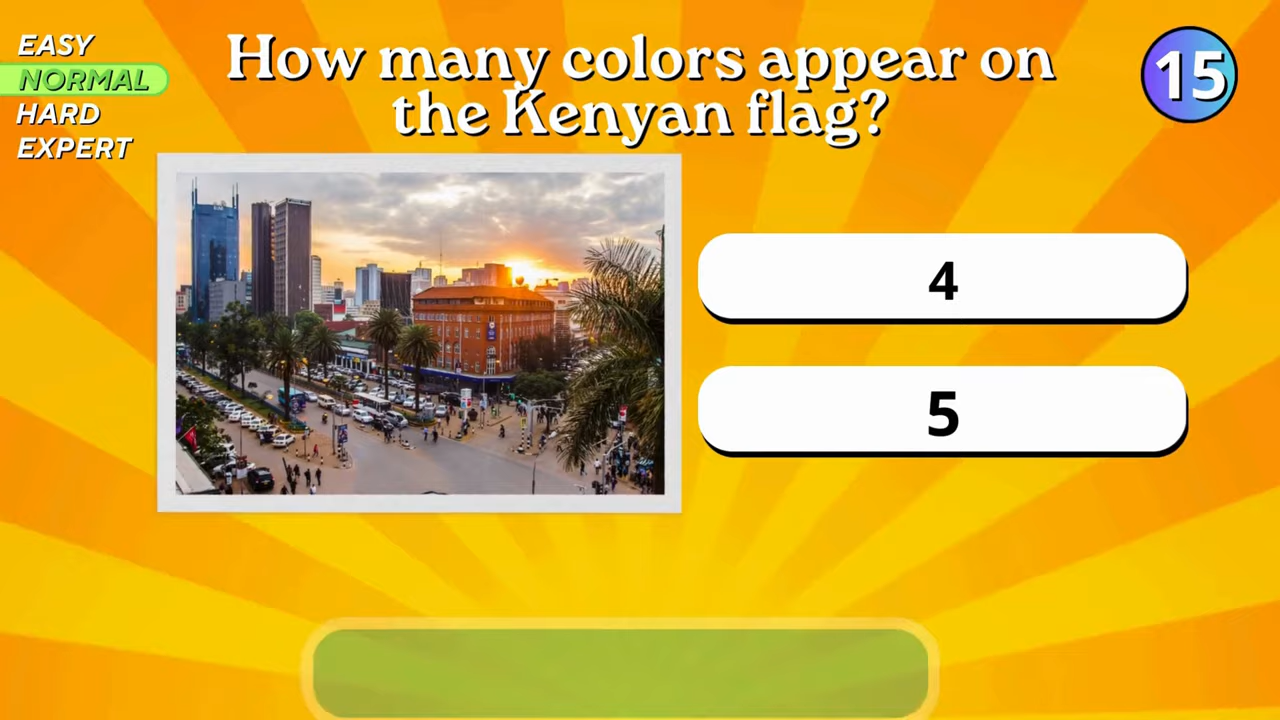 EASY
NORMAL
HARD
EXPERT
How many colors appear on
the Kenyan flag?
15
4
5